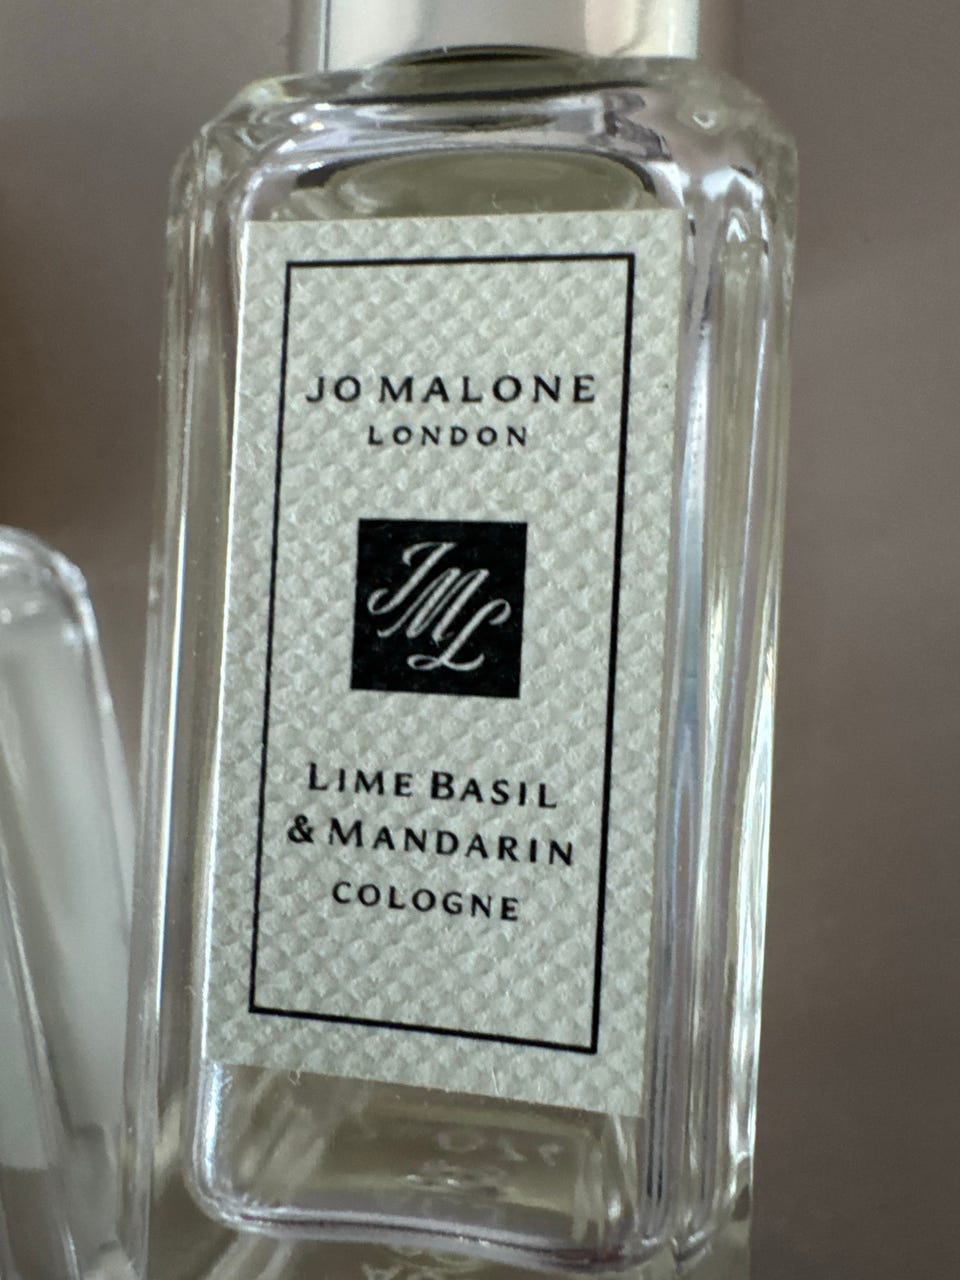 JO MALONE
LONDON
JML
LIME BASIL
& MANDARIN
COLOGNE